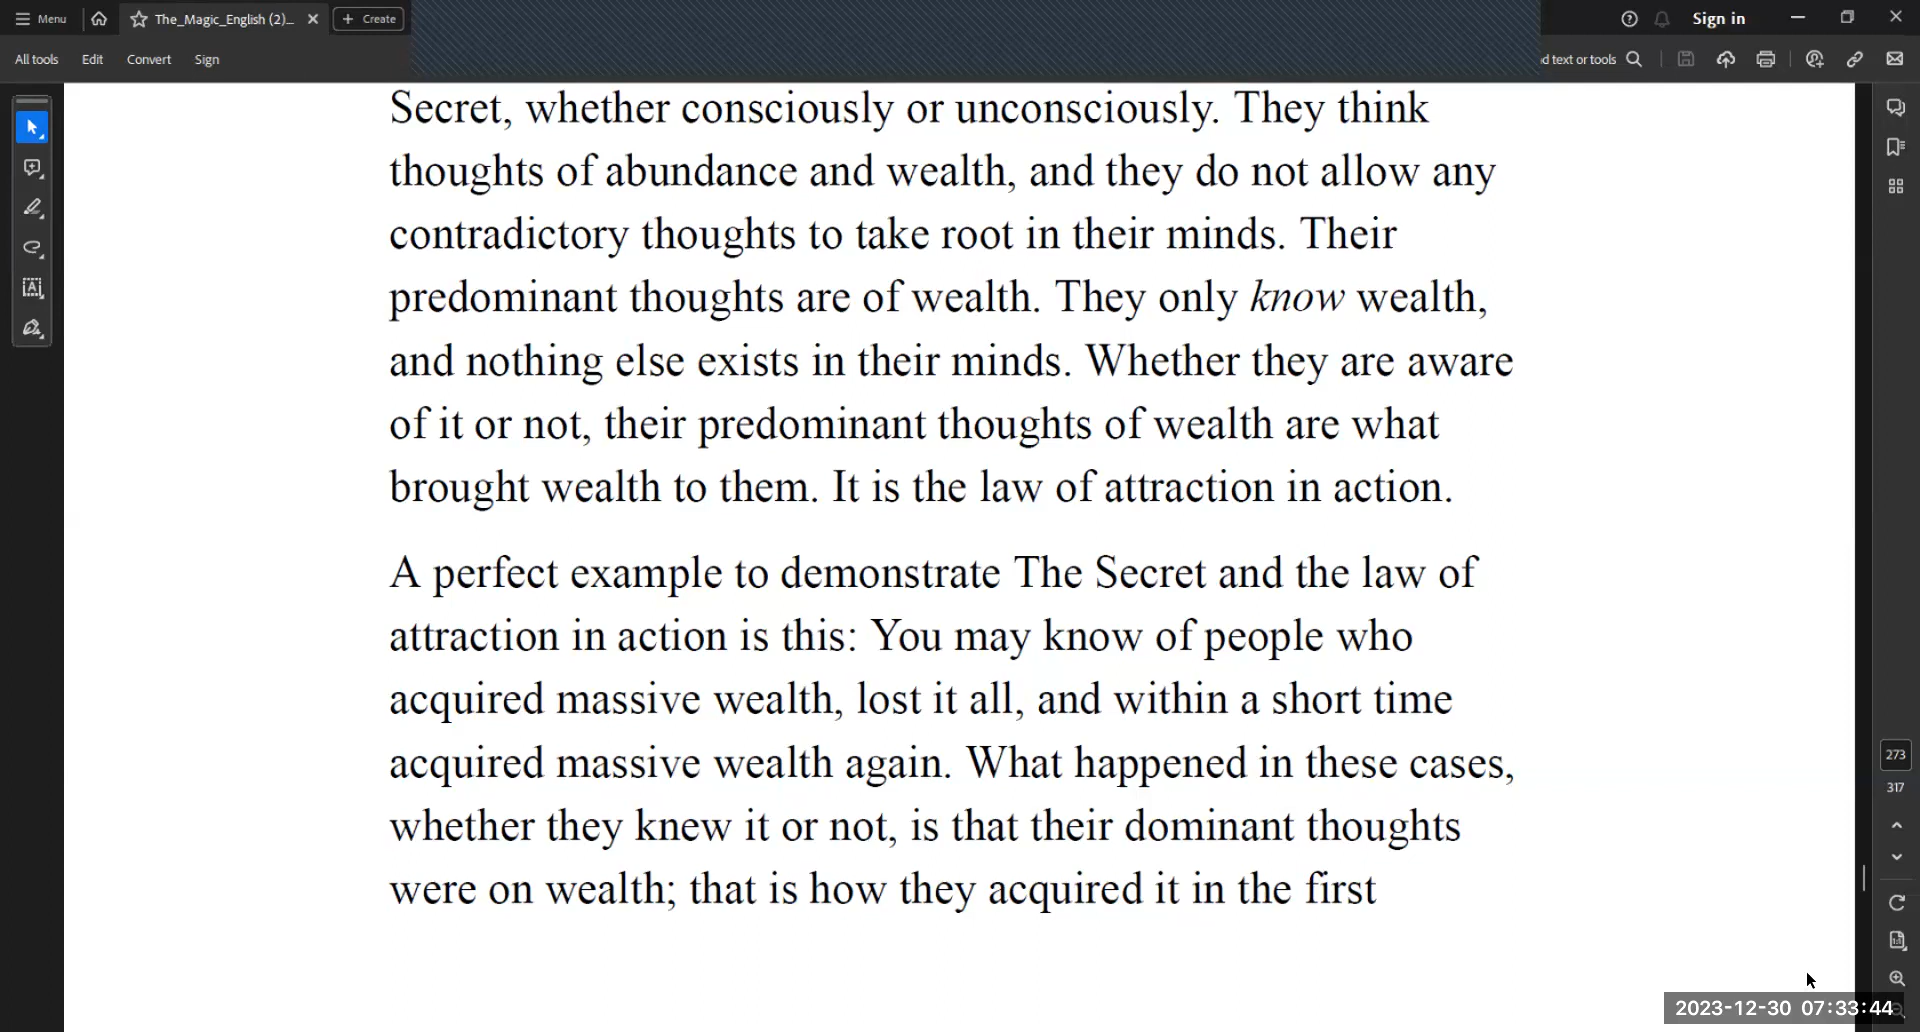 Menu
The_Magic_English (2)...
Create
Sign in
All tools
Edit
Convert
Sign
d text or tools
Secret, whether consciously or unconsciously. They think
thoughts of abundance and wealth, and they do not allow any
contradictory thoughts to take root in their minds. Their
predominant thoughts are of wealth. They only know wealth,
and nothing else exists in their minds. Whether they are aware
of it or not, their predominant thoughts of wealth are what
brought wealth to them. It is the law of attraction in action.
A perfect example to demonstrate The Secret and the law of
attraction in action is this: You may know of people who
acquired massive wealth, lost it all, and within a short time
acquired massive wealth again. What happened in these cases,
whether they knew it or not, is that their dominant thoughts
were on wealth; that is how they acquired it in the first
273
317
2023-12-30 07:33:44